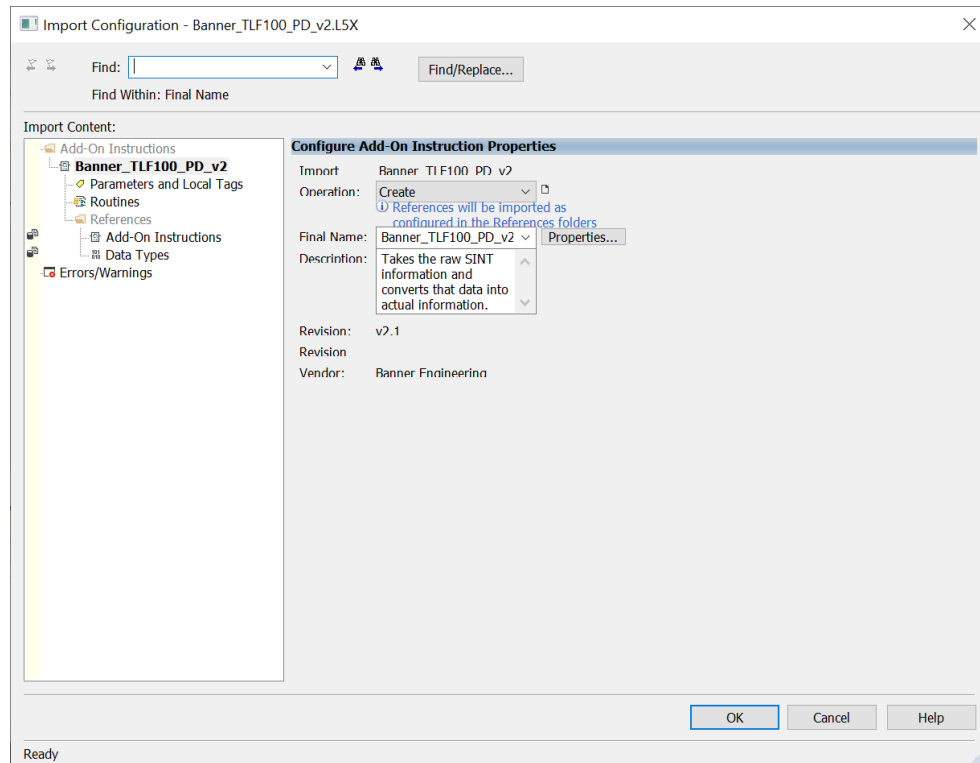 Import Configuration - Banner_TLF100_PD_v2.L5X
Find:
Find/Replace...
Find Within: Final Name
Import Content:
Add-On Instructions
Banner_TLF100_PD_v2
Parameters and Local Tags
Routines
References
Add-On Instructions
Data Types
Errors/Warnings
Configure Add-On Instruction Properties
Import Banner_TLF100_PD_v2
Operation: Create
References will be imported as
configured in the References folders
Final Name: Banner_TLF100_PD_v2 Properties...
Description: Takes the raw SINT
information and
converts that data into
actual information.
Revision: v2.1
Revision
Vendor: Banner Engineering
OK Cancel Help
Ready